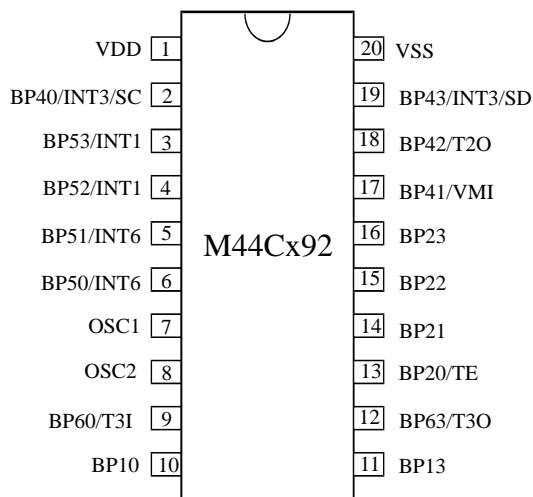 VDD 1 20 VSS
BP40/INT3/SC 2 19 BP43/INT3/SD
BP53/INT1 3 18 BP42/T2O
BP52/INT1 4 17 BP41/VMI
BP51/INT6 5 M44Cx92 16 BP23
BP50/INT6 6 15 BP22
OSC1 7 14 BP21
OSC2 8 13 BP20/TE
BP60/T3I 9 12 BP63/T3O
BP10 10 11 BP13